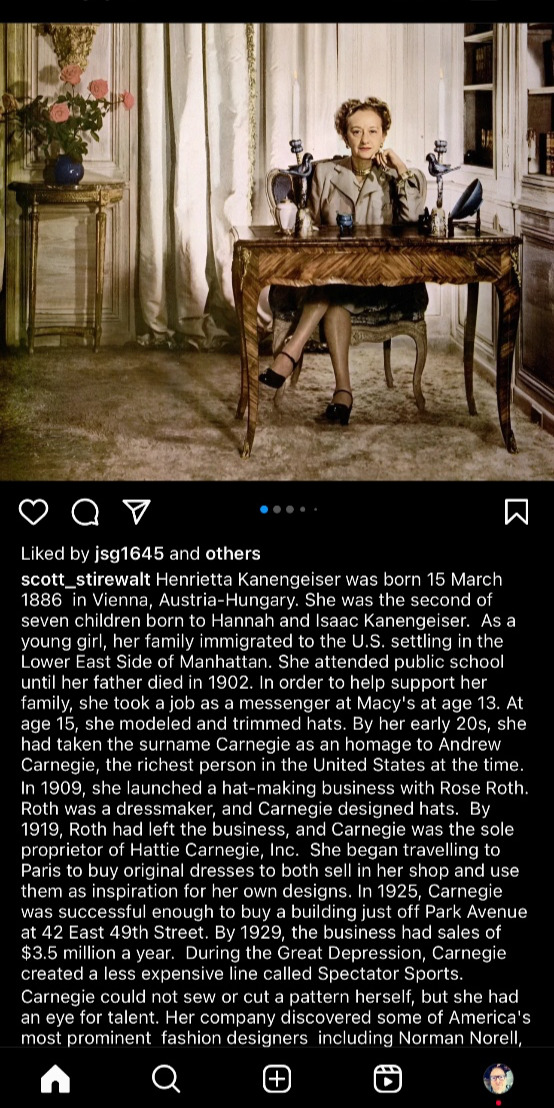 Liked by jsg1645 and others
scott_stirewalt Henrietta Kanengeiser was born 15 March
1886  in Vienna, Austria-Hungary. She was the second of
seven children born to Hannah and Isaac Kanengeiser.  As a
young girl, her family immigrated to the U.S. settling in the
Lower East Side of Manhattan. She attended public school
until her father died in 1902. In order to help support her
family, she took a job as a messenger at Macy's at age 13. At
age 15, she modeled and trimmed hats. By her early 20s, she
had taken the surname Carnegie as an homage to Andrew
Carnegie, the richest person in the United States at the time.
In 1909, she launched a hat-making business with Rose Roth.
Roth was a dressmaker, and Carnegie designed hats.  By
1919, Roth had left the business, and Carnegie was the sole
proprietor of Hattie Carnegie, Inc.  She began travelling to
Paris to buy original dresses to both sell in her shop and use
them as inspiration for her own designs. In 1925, Carnegie
was successful enough to buy a building just off Park Avenue
at 42 East 49th Street. By 1929, the business had sales of
$3.5 million a year.  During the Great Depression, Carnegie
created a less expensive line called Spectator Sports.
Carnegie could not sew or cut a pattern herself, but she had
an eye for talent. Her company discovered some of America's
most prominent  fashion designers  including Norman Norell,